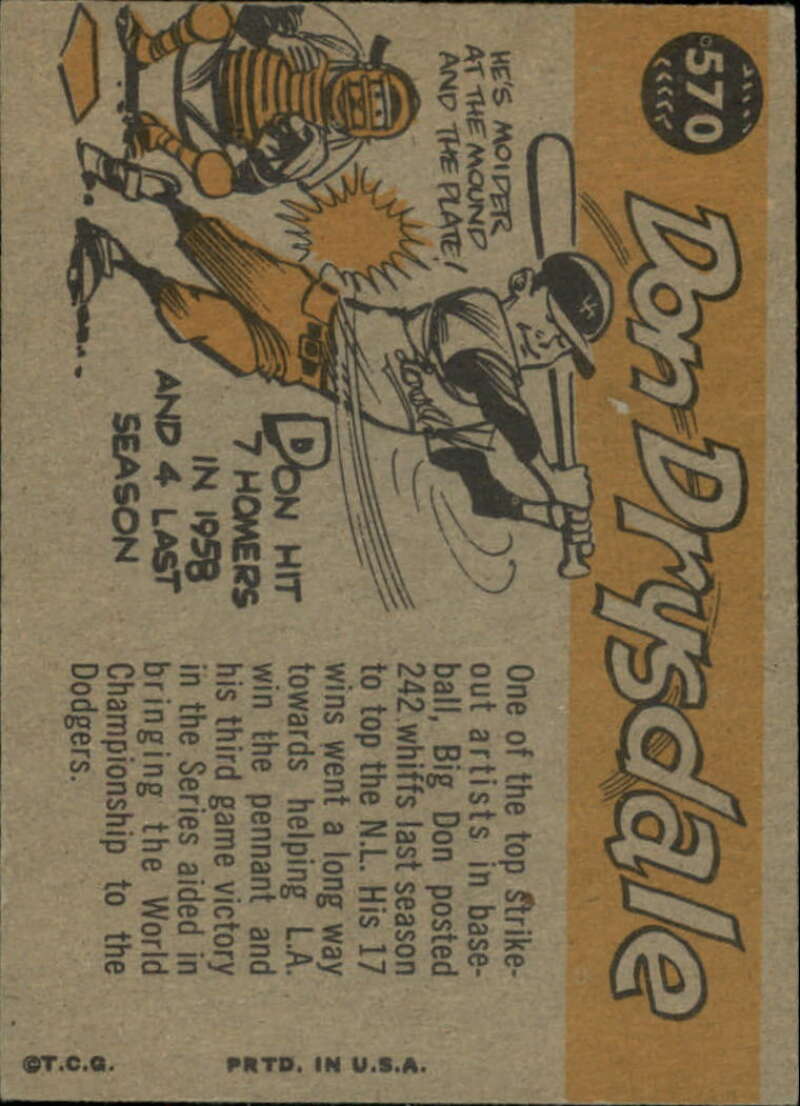 570
Don Drysdale
HE'S MOIDER
AT THE MOUND
AND THE PLATE!
DON HIT
7 HOMERS
IN 1958
AND 4 LAST
SEASON
One of the top Strike-
out artists in base-
ball, Big Don posted
242 whiffs last season
to top the N.L. His 17
wins went a long way
towards helping L.A.
win the pennant and
his third game victory
in the Series aided in
bringing the World
Championship to the
Dodgers.
©T.C.G.
PRTD. IN U.S.A.